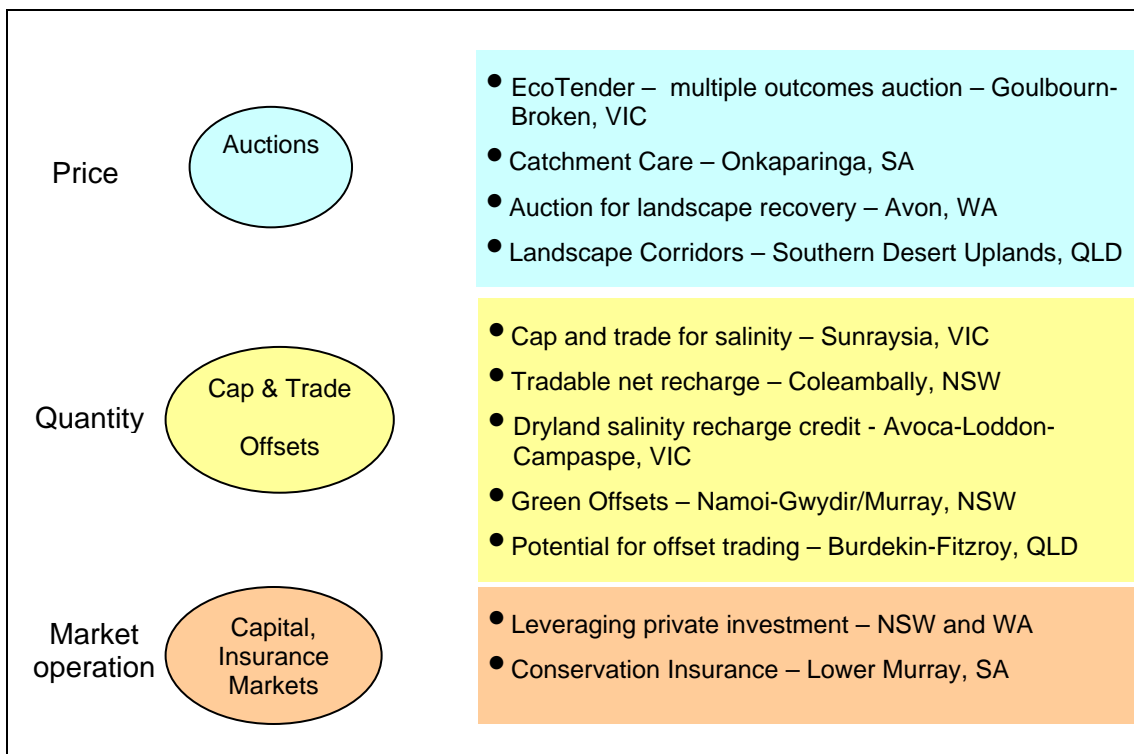 Price
Auctions
• EcoTender – multiple outcomes auction – Goulbourn-
Broken, VIC
• Catchment Care – Onkaparinga, SA
• Auction for landscape recovery – Avon, WA
• Landscape Corridors – Southern Desert Uplands, QLD
Quantity
Cap & Trade
Offsets
• Cap and trade for salinity – Sunraysia, VIC
• Tradable net recharge – Coleambally, NSW
• Dryland salinity recharge credit - Avoca-Loddon-
Campaspe, VIC
• Green Offsets – Namoi-Gwydir/Murray, NSW
• Potential for offset trading – Burdekin-Fitzroy, QLD
Market
operation
Capital,
Insurance
Markets
• Leveraging private investment – NSW and WA
• Conservation Insurance – Lower Murray, SA